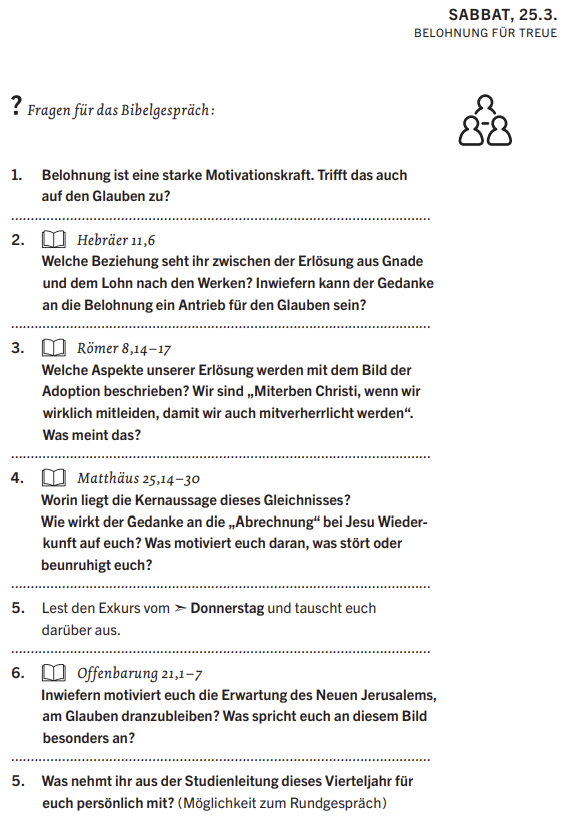 SABBAT, 25.3.
BELOHNUNG FÜR TREUE
? Fragen für das Bibelgespräch:
1. Belohnung ist eine starke Motivationskraft. Trifft das auch
auf den Glauben zu?
2. Hebräer 11,6
Welche Beziehung seht ihr zwischen der Erlösung aus Gnade
und dem Lohn nach den Werken? Inwiefern kann der Gedanke
an die Belohnung ein Antrieb für den Glauben sein?
3. Römer 8,14–17
Welche Aspekte unserer Erlösung werden mit dem Bild der
Adoption beschrieben? Wir sind „Miterben Christi, wenn wir
wirklich mitleiden, damit wir auch mitverherrlicht werden“.
Was meint das?
4. Matthäus 25,14–30
Worin liegt die Kernaussage dieses Gleichnisses?
Wie wirkt der Gedanke an die „Abrechnung“ bei Jesu Wieder-
kunft auf euch? Was motiviert euch daran, was stört oder
beunruhigt euch?
5. Lest den Exkurs vom ➣ Donnerstag und tauscht euch
darüber aus.
6. Offenbarung 21,1–7
Inwiefern motiviert euch die Erwartung des Neuen Jerusalems,
am Glauben dranzubleiben? Was spricht euch an diesem Bild
besonders an?
5. Was nehmt ihr aus der Studienleitung dieses Vierteljahr für
euch persönlich mit? (Möglichkeit zum Rundgespräch)